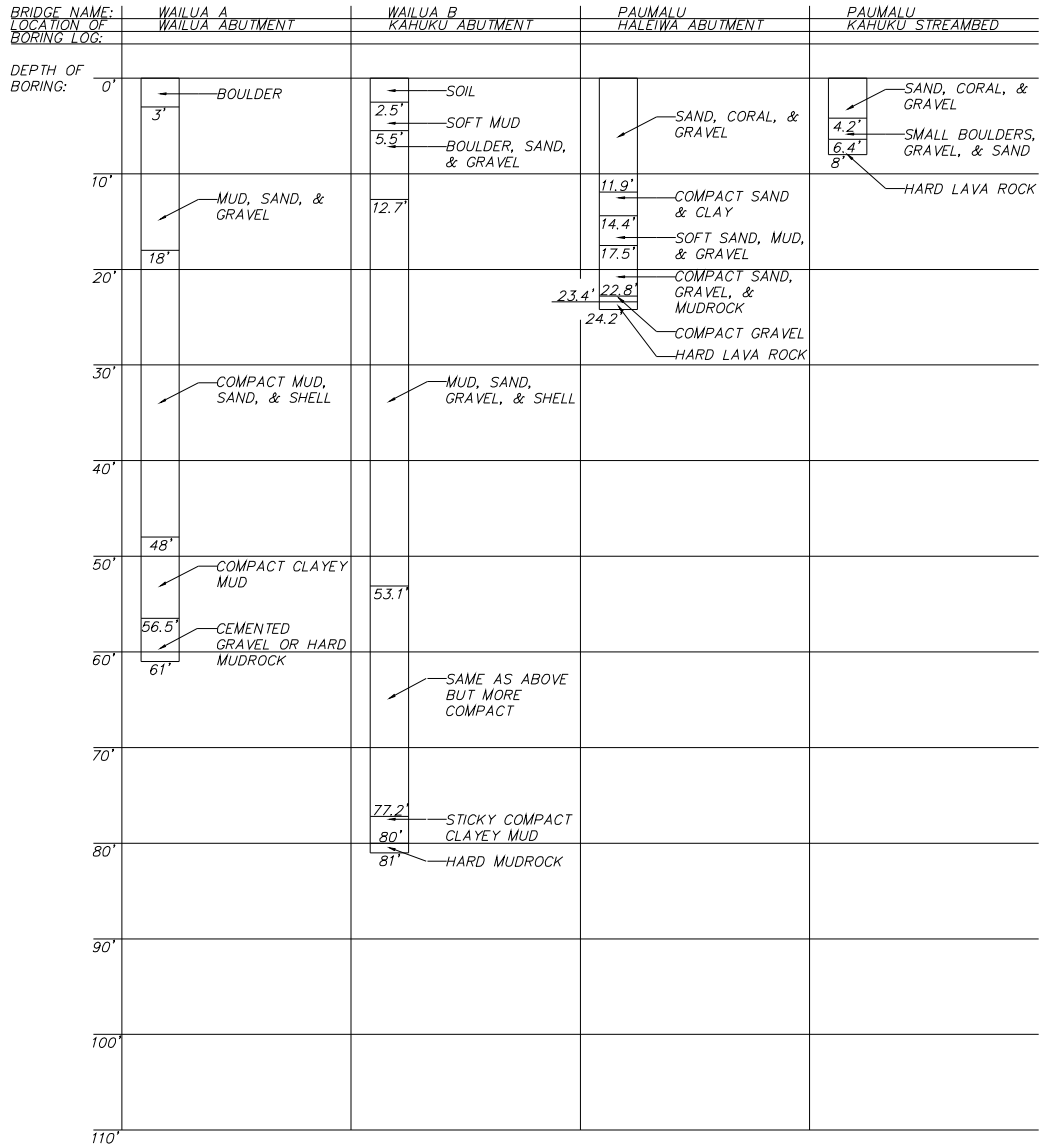 BRIDGE NAME: WAILUA A WAILUA B PAUMALU PAUMALU
LOCATION OF WAILUA ABUTMENT KAHUKU ABUTMENT HALEIWA ABUTMENT KAHUKU STREAMBED
BORING LOG:
DEPTH OF
BORING:
0'
10'
20'
30'
40'
50'
60'
70'
80'
90'
100'
110'
BOULDER
3'
MUD, SAND, &
GRAVEL
18'
COMPACT MUD,
SAND, & SHELL
48'
COMPACT CLAYEY
MUD
56.5'
CEMENTED
GRAVEL OR HARD
MUDROCK
61'
SOIL
2.5'
SOFT MUD
5.5'
BOULDER, SAND,
& GRAVEL
12.7'
MUD, SAND,
GRAVEL, & SHELL
53.1'
SAME AS ABOVE
BUT MORE
COMPACT
77.2'
STICKY COMPACT
CLAYEY MUD
80'
HARD MUDROCK
81'
SAND, CORAL, &
GRAVEL
11.9'
COMPACT SAND
& CLAY
14.4'
SOFT SAND, MUD,
& GRAVEL
17.5'
COMPACT SAND,
GRAVEL, &
MUDROCK
22.8'
23.4'
COMPACT GRAVEL
24.2'
HARD LAVA ROCK
SAND, CORAL, &
GRAVEL
4.2'
SMALL BOULDERS,
GRAVEL, & SAND
6.4'
8'
HARD LAVA ROCK